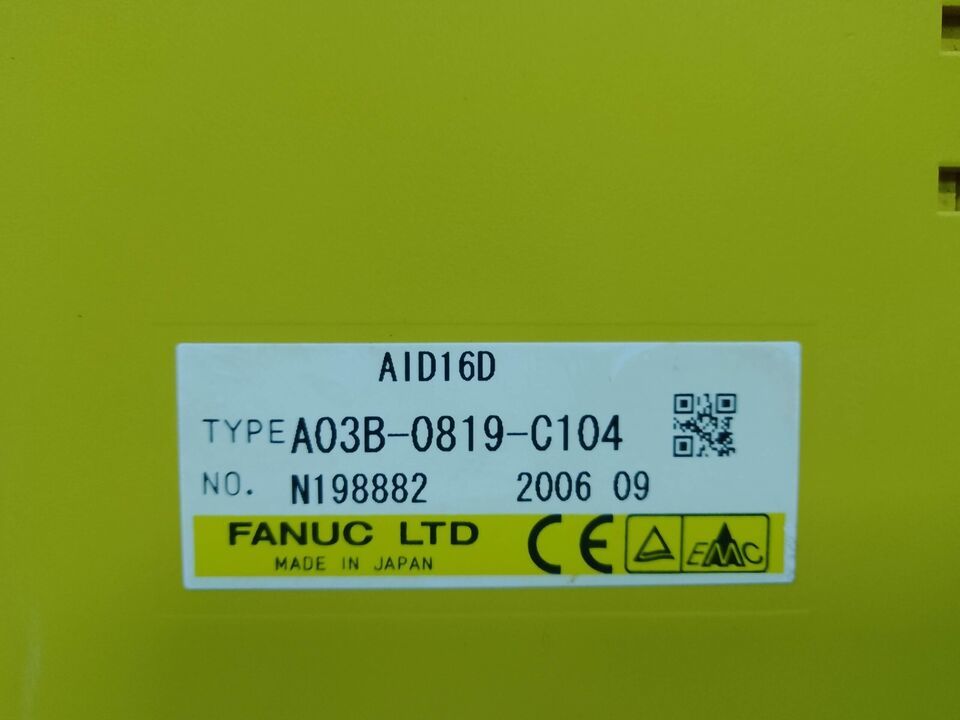 AID16D
TYPE A03B-0819-C104
NO. N198882 2006 09
FANUC LTD CE EMC
MADE IN JAPAN